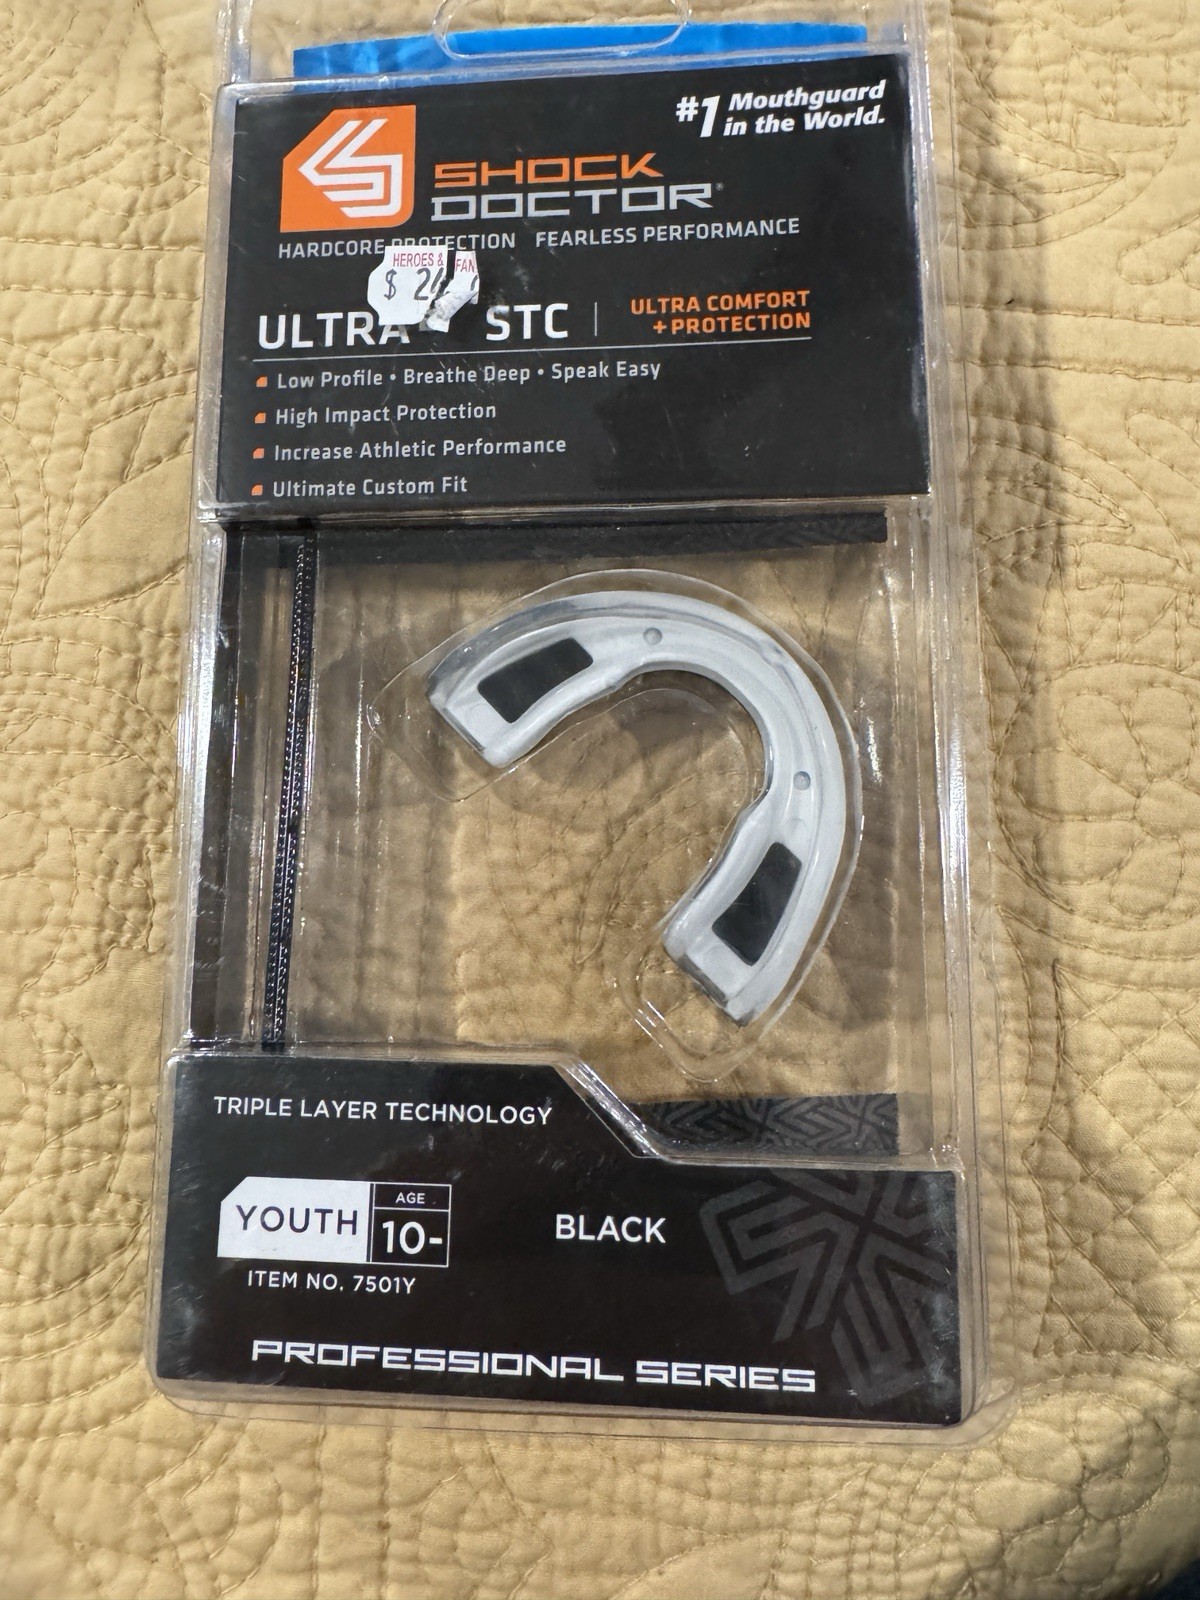 #1 Mouthguard
in the World.
SHOCK
DOCTOR®
HARDCORE PROTECTION FEARLESS PERFORMANCE
HEROES & FAN
$ 24
ULTRA STC
ULTRA COMFORT
+PROTECTION
Low Profile • Breathe Deep • Speak Easy
High Impact Protection
Increase Athletic Performance
Ultimate Custom Fit
TRIPLE LAYER TECHNOLOGY
YOUTH
AGE
10-
BLACK
ITEM NO. 7501Y
PROFESSIONAL SERIES